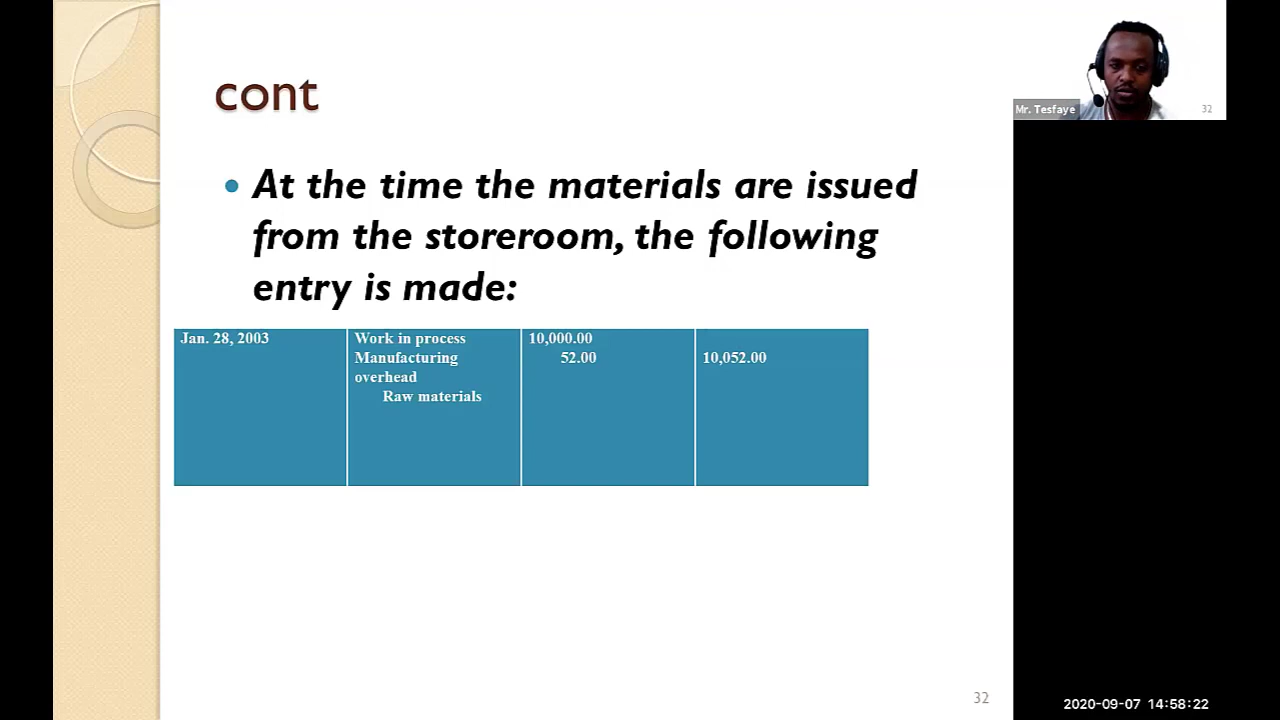 cont
• At the time the materials are issued
from the storeroom, the following
entry is made:
Jan. 28, 2003
Work in process
Manufacturing
overhead
Raw materials
10,000.00
52.00
10,052.00
32
Mr. Tesfaye
32
2020-09-07 14:58:22